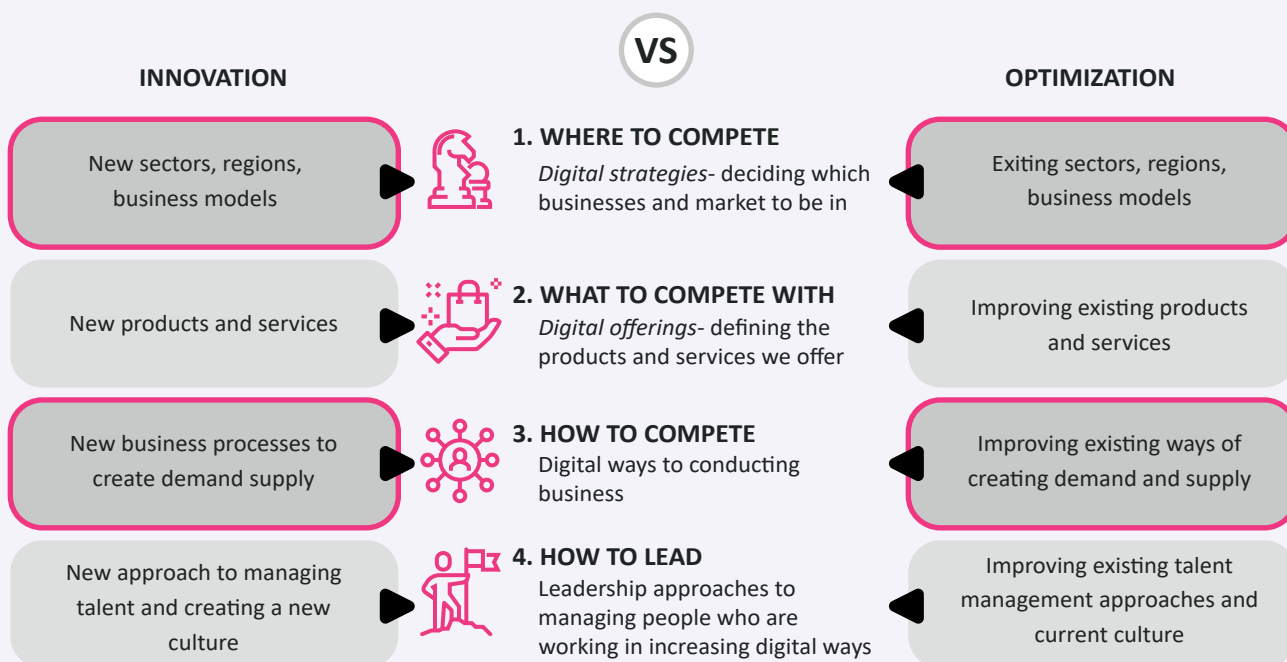 VS
INNOVATION
OPTIMIZATION
New sectors, regions,
business models
1. WHERE TO COMPETE
Digital strategies- deciding which
businesses and market to be in
Exiting sectors, regions,
business models
New products and services
2. WHAT TO COMPETE WITH
Digital offerings- defining the
products and services we offer
Improving existing products
and services
New business processes to
create demand supply
3. HOW TO COMPETE
Digital ways to conducting
business
Improving existing ways of
creating demand and supply
New approach to managing
talent and creating a new
culture
4. HOW TO LEAD
Leadership approaches to
managing people who are
working in increasing digital ways
Improving existing talent
management approaches and
current culture